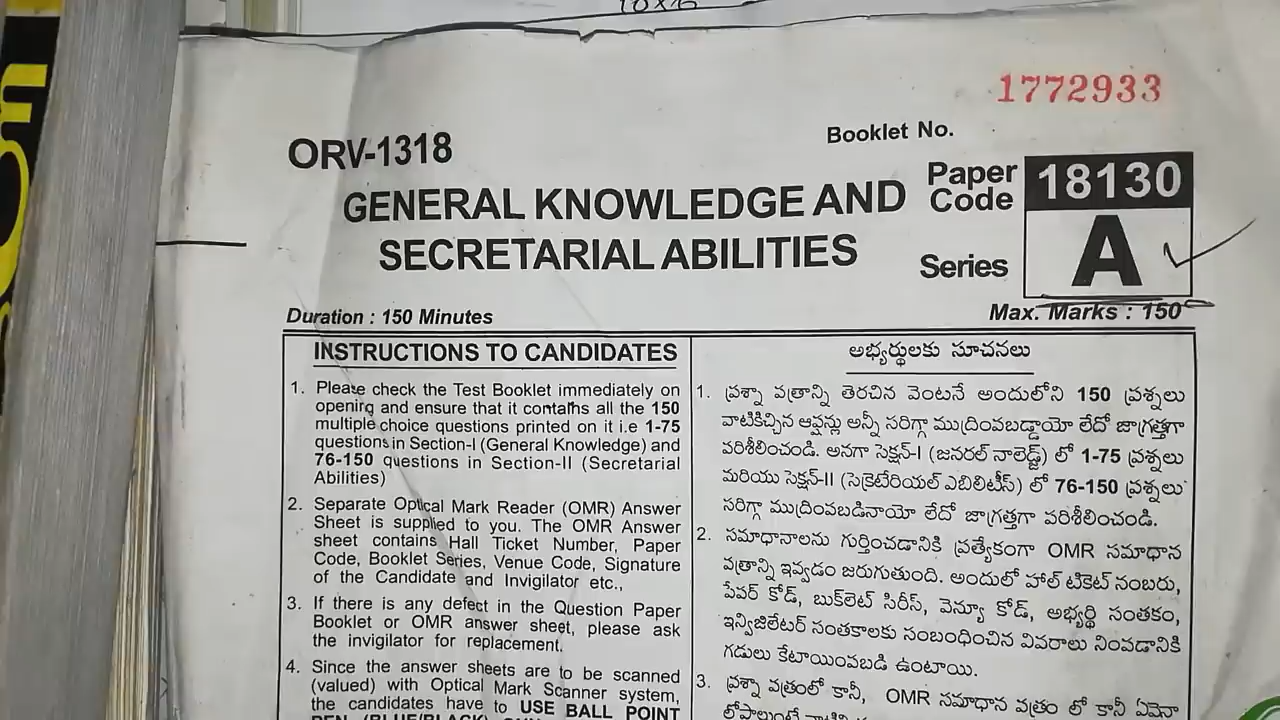 1772933
Booklet No.
ORV-1318
GENERAL KNOWLEDGE AND
SECRETARIAL ABILITIES
Paper
Code
18130
Series
A
Duration : 150 Minutes
Max. Marks : 150
INSTRUCTIONS TO CANDIDATES
1. Please check the Test Booklet immediately on
opening and ensure that it contains all the 150
multiple choice questions printed on it i.e 1-75
questions in Section-I (General Knowledge) and
76-150 questions in Section-II (Secretarial
Abilities)
2. Separate Optical Mark Reader (OMR) Answer
Sheet is supplied to you. The OMR Answer
sheet contains Hall Ticket Number, Paper
Code, Booklet Series, Venue Code, Signature
of the Candidate and Invigilator etc.,
3. If there is any defect in the Question Paper
Booklet or OMR answer sheet, please ask
the invigilator for replacement.
4. Since the answer sheets are to be scanned
(valued) with Optical Mark Scanner system,
the candidates have to USE BALL POINT
అభ్యర్థులకు సూచనలు
1. ప్రశ్నా పత్రాన్ని తెరచిన వెంటనే అందులోని 150 ప్రశ్నలు
వాటికిచ్చిన ఆప్షన్లు అన్నీ సరిగ్గా ముద్రింపబడ్డాయో లేదో జాగ్రత్తగా
పరిశీలించండి. అనగా సెక్షన్-I (జనరల్ నాలెడ్జ్) లో 1-75 ప్రశ్నలు
మరియు సెక్షన్-II (సెక్రెటేరియల్ ఎబిలిటీస్) లో 76-150 ప్రశ్నలు
సరిగ్గా ముద్రింపబడినాయో లేదో జాగ్రత్తగా పరిశీలించండి.
2. సమాధానాలను గుర్తించడానికి ప్రత్యేకంగా OMR సమాధాన
పత్రాన్ని ఇవ్వడం జరుగుతుంది. అందులో హాల్ టికెట్ నంబరు,
పేపర్ కోడ్, బుక్‌లెట్ సిరీస్, వెన్యూ కోడ్, అభ్యర్థి సంతకం,
ఇన్విజిలేటర్ సంతకాలకు సంబంధించిన వివరాలు నింపడానికి
గడులు కేటాయింపబడి ఉంటాయి.
3. ప్రశ్నా పత్రంలో కానీ, OMR సమాధాన పత్రం లో కానీ ఏమైనా